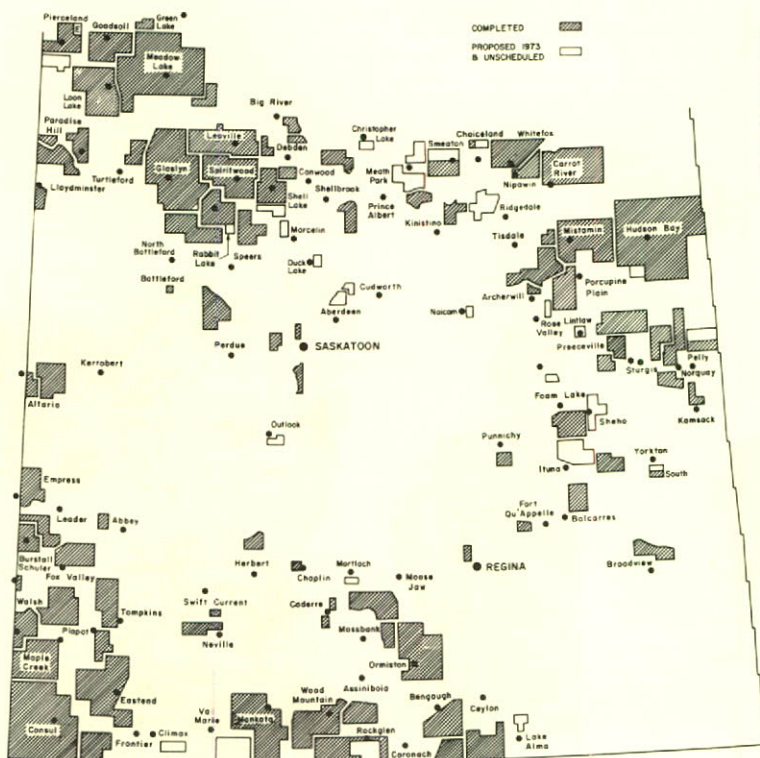 COMPLETED
PROPOSED 1973
& UNSCHEDULED
Pierceland
Goodsoil
Green
Lake
Meadow
Lake
Loon
Lake
Paradise
Hill
Lloydminster
Turtleford
Glaslyn
Leoville
Spiritwood
Big River
Debden
Canwood
Shellbrook
Shell
Lake
Marcelin
Christopher
Lake
Meath
Park
Prince
Albert
Smeaton
Choiceland
Whitefox
Nipawin
Carrot
River
Kinistino
Ridgedale
Tisdale
Mistamin
Hudson Bay
North
Battleford
Rabbit
Lake
Speers
Duck
Lake
Battleford
Cudworth
Aberdeen
Naicam
Archerwill
Porcupine
Plain
Rose
Valley
Lintlaw
Preeceville
Sturgis
Pelly
Norquay
Kamsack
Perdue
SASKATOON
Kerrobert
Altario
Outlook
Foam Lake
Sheho
Punnichy
Ituna
Yorkton
South
Empress
Leader
Abbey
Fort
Qu'Appelle
Balcarres
Burstall
Schuler
Fox Valley
Herbert
Chaplin
Mortlach
Moose
Jaw
REGINA
Broadview
Walsh
Tompkins
Swift Current
Coderre
Piapot
Neville
Mossbank
Maple
Creek
Ormiston
Assiniboia
Eastend
Wood
Mountain
Bengough
Ceylon
Consul
Val
Marie
Mankota
Frontier
Climax
Rockglen
Coronach
Lake
Alma